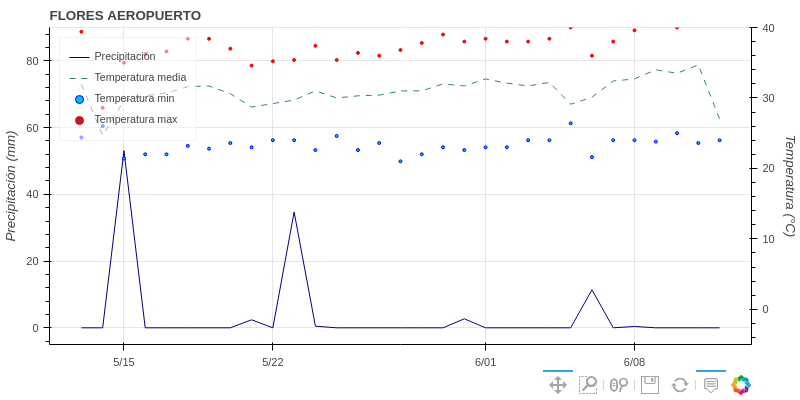 FLORES AEROPUERTO
Precipitación
Temperatura media
Temperatura min
Temperatura max
Precipitación (mm)
80
60
40
20
0
Temperatura (°C)
40
30
20
10
0
5/15
5/22
6/01
6/08